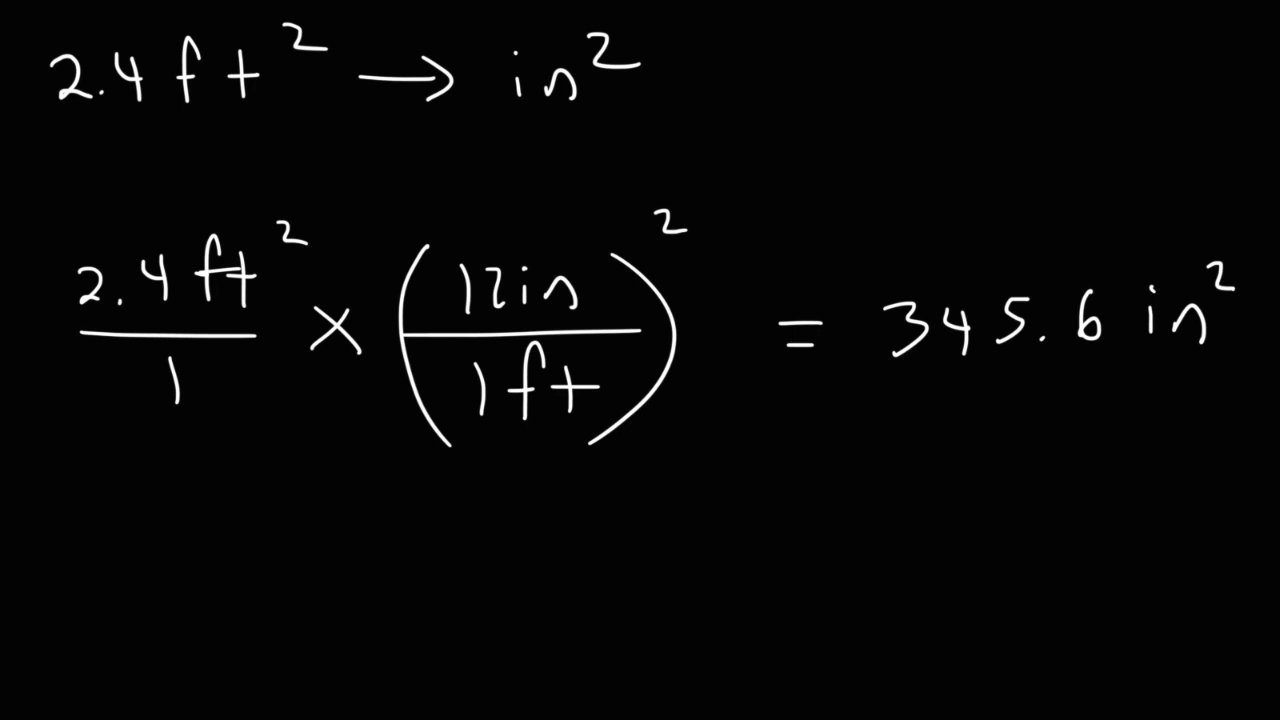 2.4 ft² → in²
2.4 ft²/1 × (12 in/1 ft)² = 345.6 in²